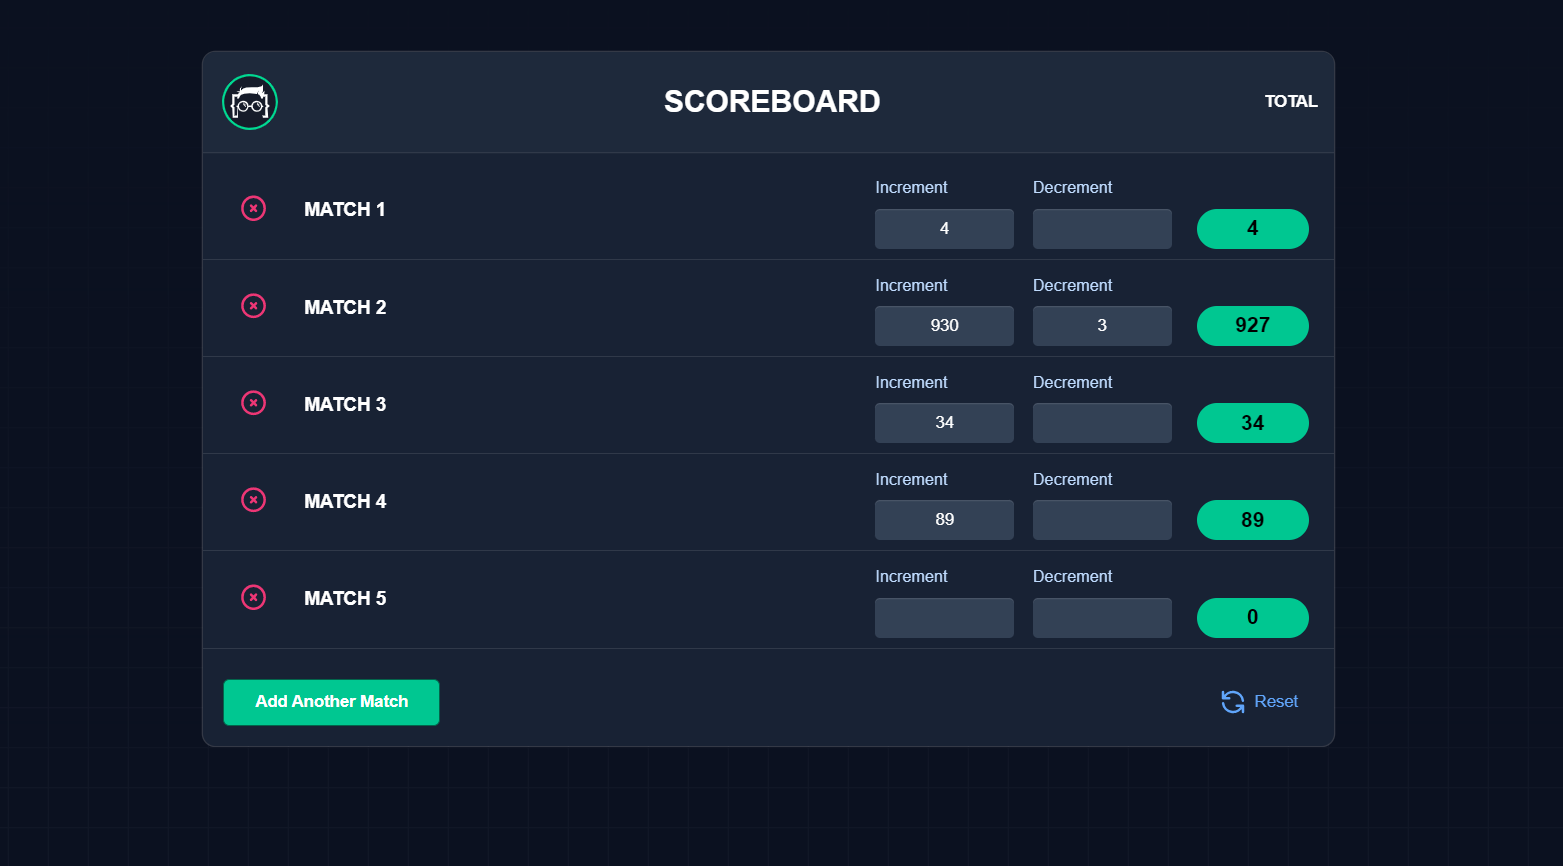 SCOREBOARD TOTAL
Increment Decrement
MATCH 1 4 4
Increment Decrement
MATCH 2 930 3 927
Increment Decrement
MATCH 3 34 34
Increment Decrement
MATCH 4 89 89
Increment Decrement
MATCH 5 0
Add Another Match Reset